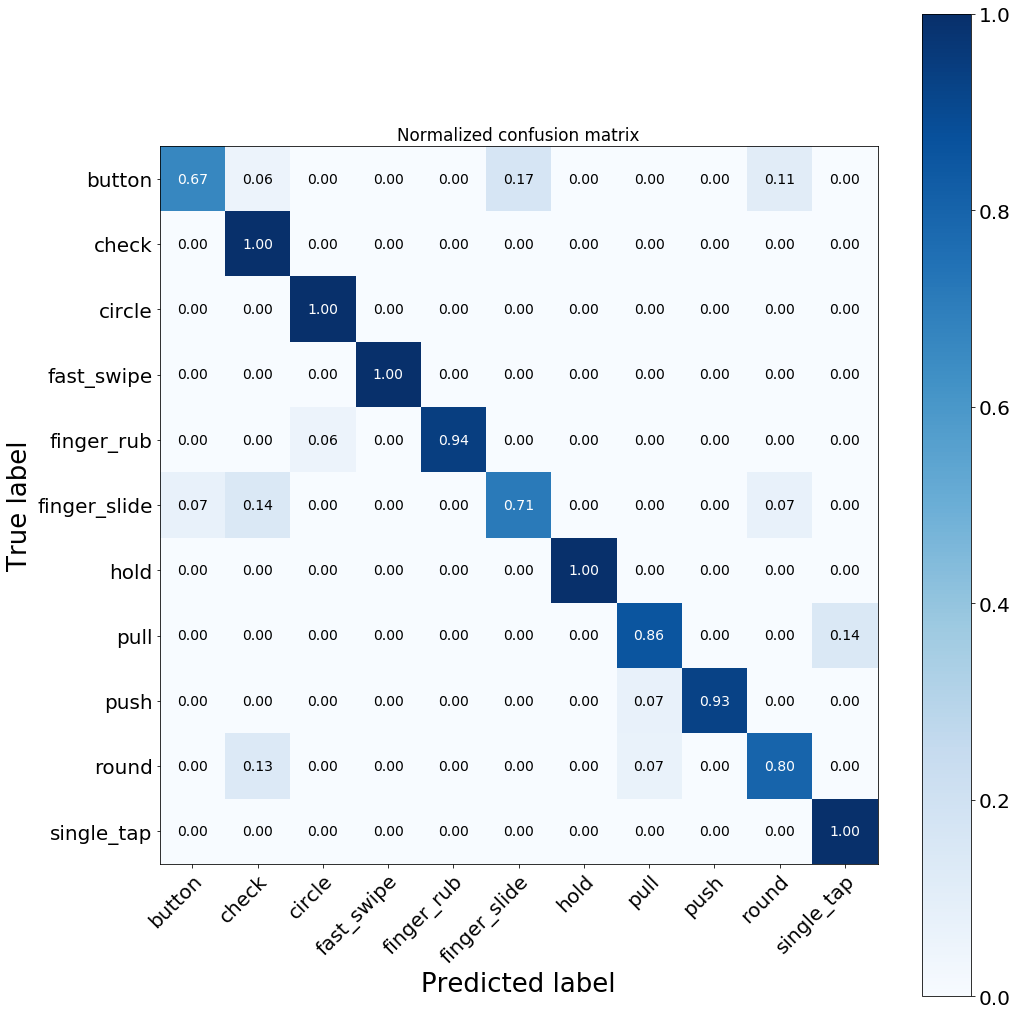 Normalized confusion matrix
True label
button 0.67 0.06 0.00 0.00 0.00 0.17 0.00 0.00 0.00 0.11 0.00
check 0.00 1.00 0.00 0.00 0.00 0.00 0.00 0.00 0.00 0.00 0.00
circle 0.00 0.00 1.00 0.00 0.00 0.00 0.00 0.00 0.00 0.00 0.00
fast_swipe 0.00 0.00 0.00 1.00 0.00 0.00 0.00 0.00 0.00 0.00 0.00
finger_rub 0.00 0.00 0.06 0.00 0.94 0.00 0.00 0.00 0.00 0.00 0.00
finger_slide 0.07 0.14 0.00 0.00 0.00 0.71 0.00 0.00 0.00 0.07 0.00
hold 0.00 0.00 0.00 0.00 0.00 0.00 1.00 0.00 0.00 0.00 0.00
pull 0.00 0.00 0.00 0.00 0.00 0.00 0.00 0.86 0.00 0.00 0.14
push 0.00 0.00 0.00 0.00 0.00 0.00 0.00 0.07 0.93 0.00 0.00
round 0.00 0.13 0.00 0.00 0.00 0.00 0.00 0.07 0.00 0.80 0.00
single_tap 0.00 0.00 0.00 0.00 0.00 0.00 0.00 0.00 0.00 0.00 1.00
button check circle fast_swipe finger_rub finger_slide hold pull push round single_tap
Predicted label
1.0
0.8
0.6
0.4
0.2
0.0